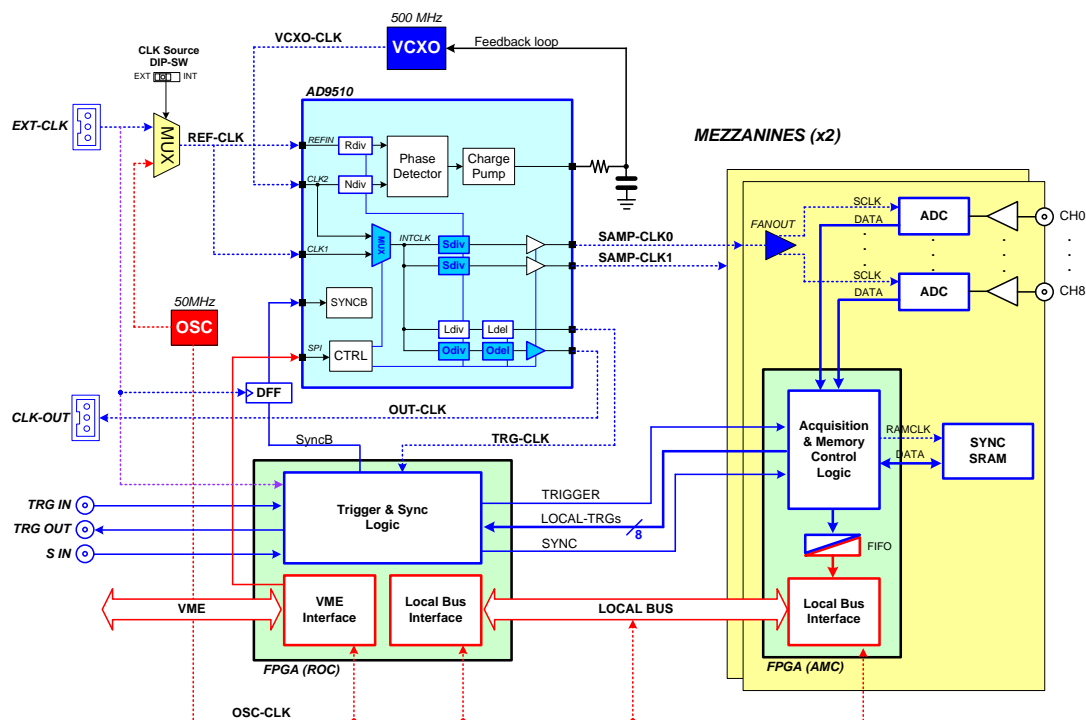 500 MHz
VCXO
VCXO-CLK
Feedback loop
CLK Source
DIP-SW
EXT
INT
AD9510
EXT-CLK
MUX
REF-CLK
REFIN
Rdiv
Phase
Detector
Charge
Pump
MEZZANINES (x2)
CLK2
Ndiv
SCLK
DATA
ADC
CH0
FANOUT
MUX
INTCLK
Sdiv
SAMP-CLK0
CLK1
Sdiv
SAMP-CLK1
SCLK
DATA
ADC
CH8
50MHz
OSC
SYNCB
Ldiv
Ldel
SPI
CTRL
Odiv
Odel
DFF
CLK-OUT
OUT-CLK
SyncB
TRG-CLK
Acquisition
& Memory
Control
Logic
RAMCLK
DATA
SYNC
SRAM
TRG IN
TRG OUT
S IN
Trigger & Sync
Logic
TRIGGER
LOCAL-TRGs
8
SYNC
FIFO
VME
VME
Interface
Local Bus
Interface
LOCAL BUS
Local Bus
Interface
FPGA (ROC)
FPGA (AMC)
OSC-CLK